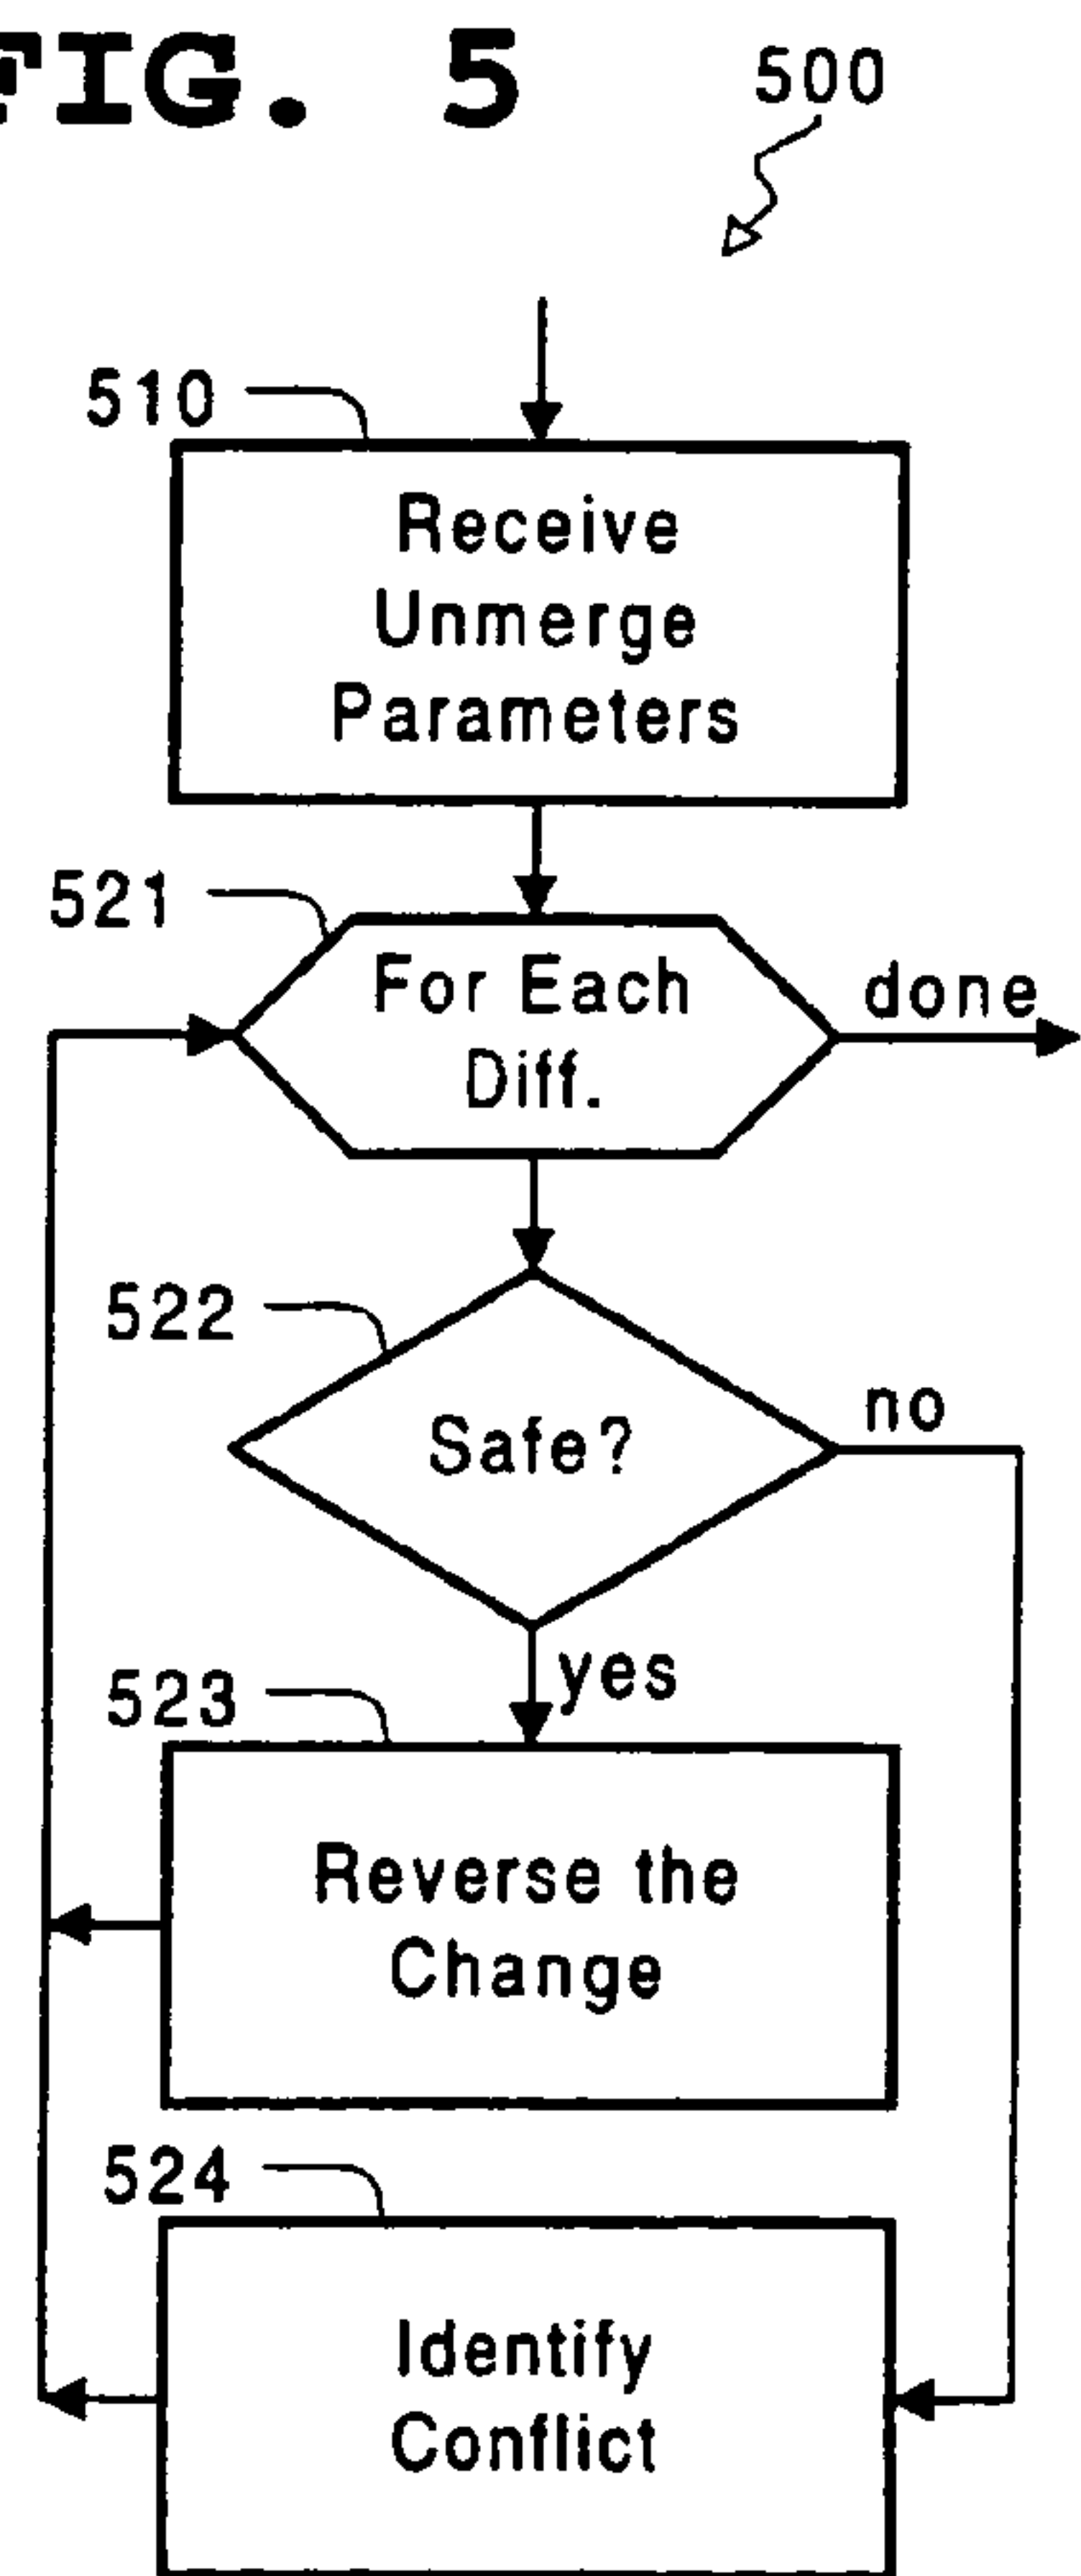 FIG. 5
500
510
Receive
Unmerge
Parameters
521
For Each
Diff.
done
522
Safe?
no
yes
523
Reverse the
Change
524
Identify
Conflict